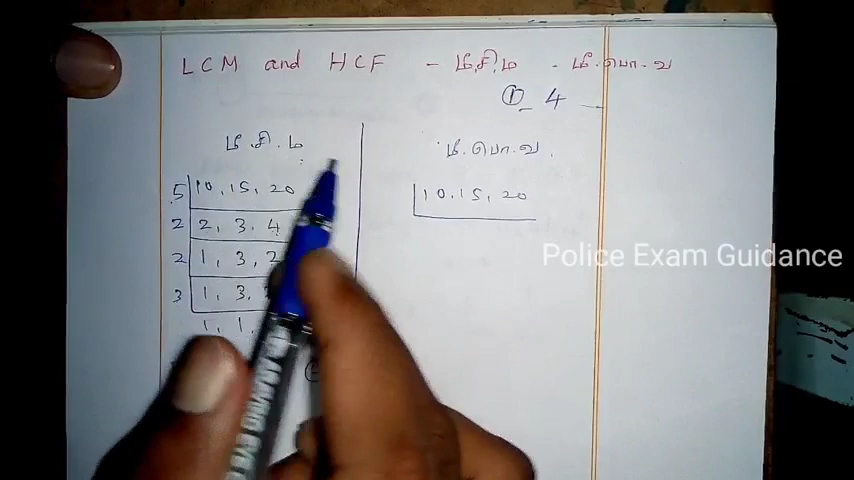 LCM and HCF - மீ.சி.ம - மீ.பொ.வ
① 4
மீ.சி.ம
5 10, 15, 20
2 2, 3, 4
2 1, 3, 2
3 1, 3,
1, 1,
மீ.பொ.வ.
10, 15, 20
Police Exam Guidance